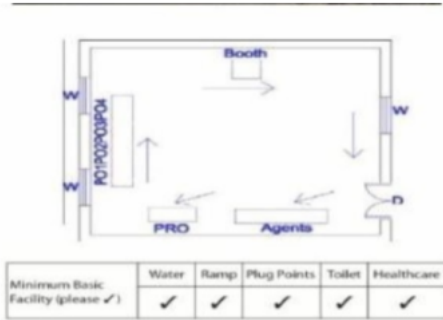 Booth
W
W
PO1PO2PO3PO4
W
D
PRO
Agents
Minimum Basic Facility (please ✓)
Water Ramp Plug Points Toilet Healthcare
✓ ✓ ✓ ✓ ✓